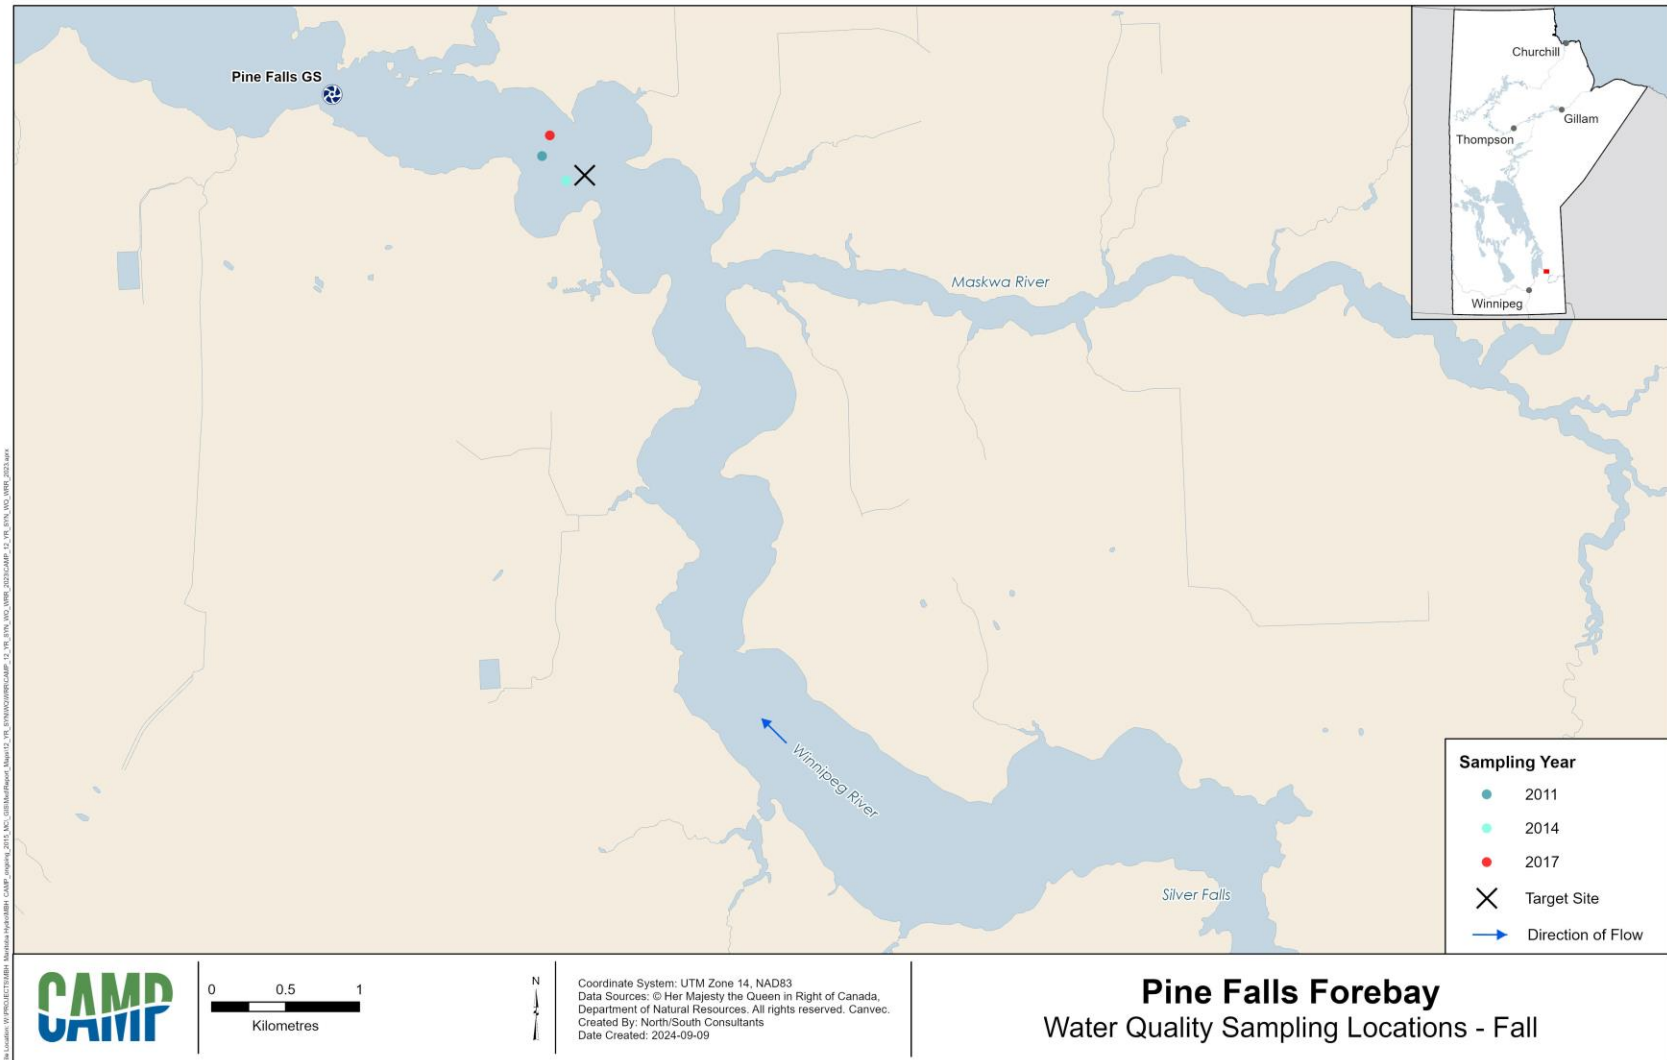 Pine Falls GS
Churchill
Gillam
Thompson
Winnipeg
Maskwa River
Winnipeg River
Silver Falls
Sampling Year
2011
2014
2017
Target Site
Direction of Flow
CAMP
0 0.5 1
Kilometres
N
Coordinate System: UTM Zone 14, NAD83
Data Sources: © Her Majesty the Queen in Right of Canada,
Department of Natural Resources. All rights reserved. Canvec.
Created By: North/South Consultants
Date Created: 2024-09-09
Pine Falls Forebay
Water Quality Sampling Locations - Fall